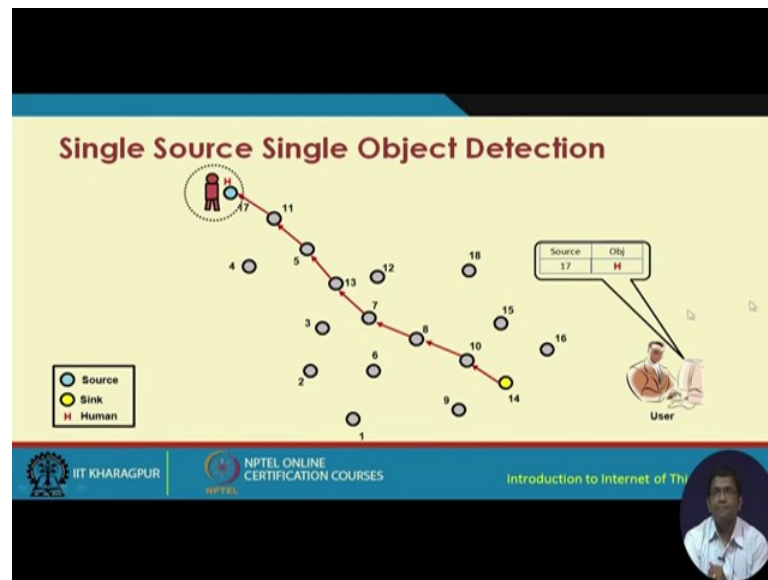 Single Source Single Object Detection
H
17
11
4
5
13
12
18
Source Obj
17 H
3
7
8
15
16
2
6
10
14
9
1
User
Source
Sink
H Human
IIT KHARAGPUR
NPTEL
NPTEL ONLINE
CERTIFICATION COURSES
Introduction to Internet of Thi